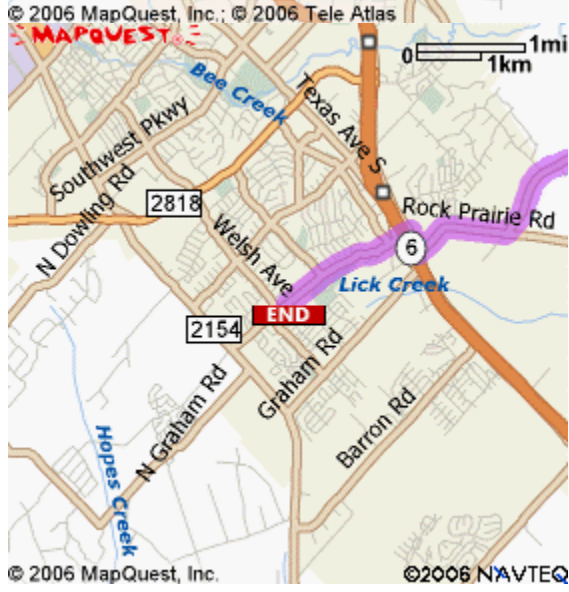 © 2006 MapQuest, Inc.; © 2006 Tele Atlas
MAPQUEST
0 1mi
1km
Bee Creek
Texas Ave S
Southwest Pkwy
2818
N Dowling Rd
Rock Prairie Rd
Welsh Ave
6
Lick Creek
END
2154
Graham Rd
N Graham Rd
Barron Rd
Hopes Creek
© 2006 MapQuest, Inc. ©2006 NAVTEQ